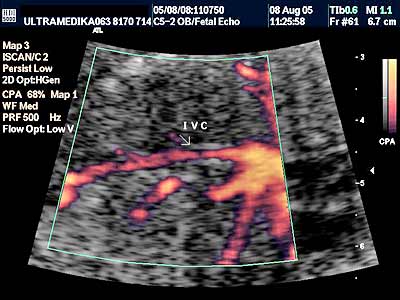 ULTRAMEDIKA063 8170 714
05/08/08:110750
08 Aug 05
TIb0.6 MI 1.1
ATL
C5-2 OB/Fetal Echo
11:25:58
Fr #61 6.7 cm
Map 3
ISCAN/C 2
Persist Low
2D Opt:HGen
CPA 68% Map 1
WF Med
PRF 500 Hz
Flow Opt: Low V
IVC
CPA
4
5
6